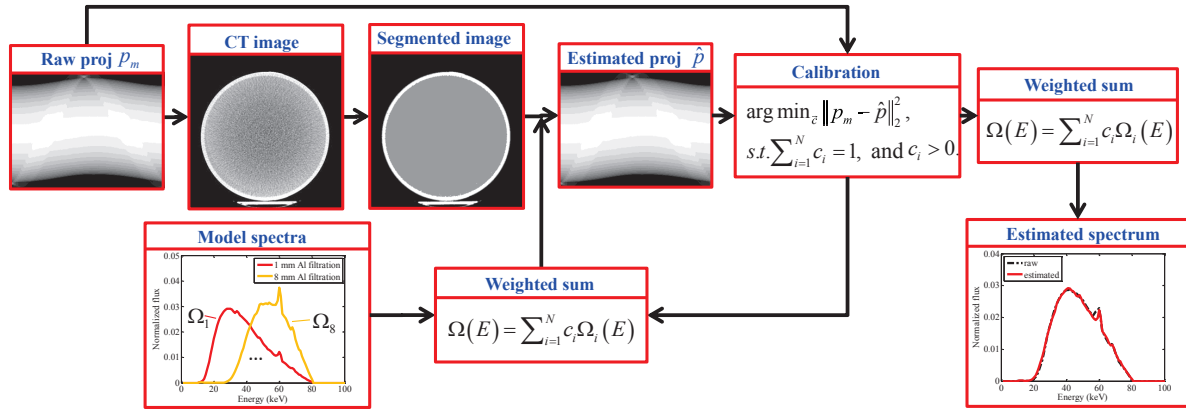 Raw proj p_m
CT image
Segmented image
Estimated proj p̂
Calibration
arg min_c̄ ‖p_m − p̂‖₂²,
s.t. ∑_{i=1}^N c_i = 1, and c_i > 0.
Weighted sum
Ω(E) = ∑_{i=1}^N c_i Ω_i(E)
Model spectra
0.05
0.04
0.03
0.02
0.01
0
0 20 40 60 80 100
Normalized flux
Energy (keV)
1 mm Al filtration
8 mm Al filtration
Ω₁
Ω₈
...
Weighted sum
Ω(E) = ∑_{i=1}^N c_i Ω_i(E)
Estimated spectrum
0.04
0.03
0.02
0.01
0
0 20 40 60 80 100
Normalized flux
Energy (keV)
raw
estimated